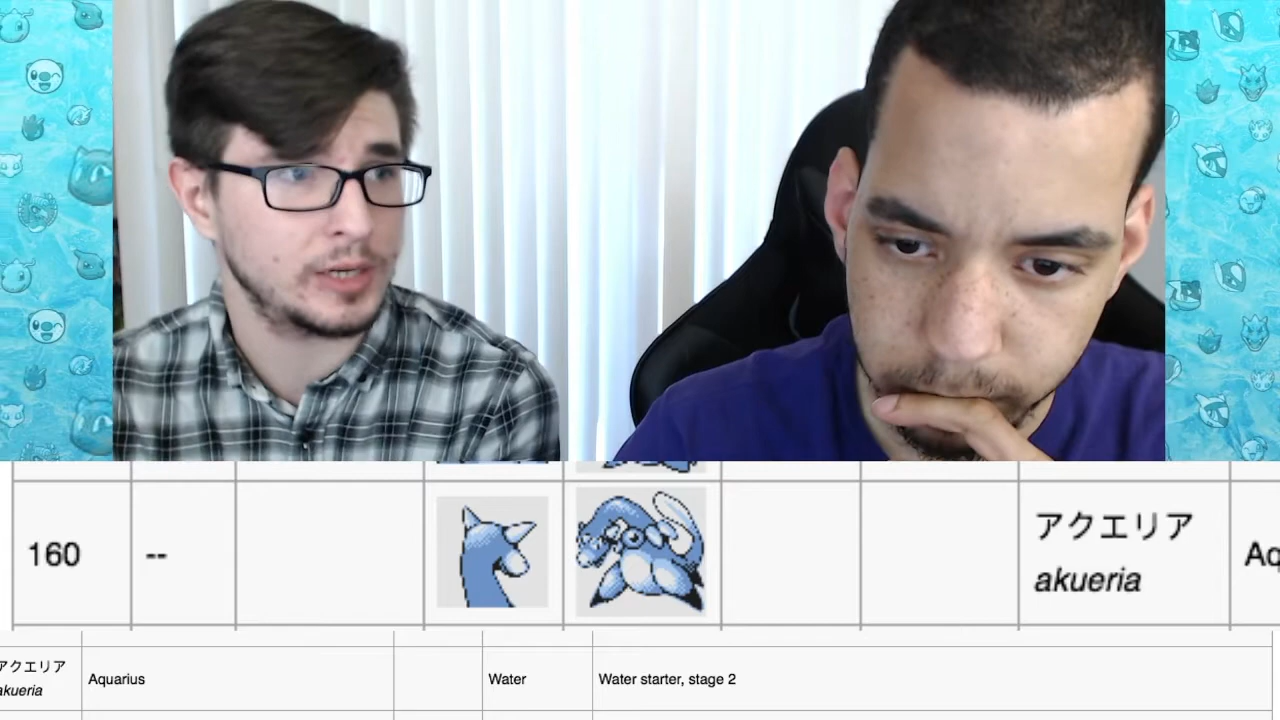 160
--
アクエリア
akueria
Aq
アクエリア
akueria
Aquarius
Water
Water starter, stage 2